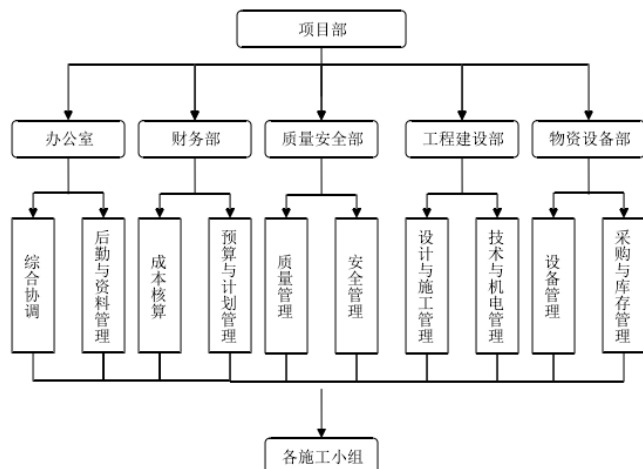 项目部
办公室
财务部
质量安全部
工程建设部
物资设备部
综合协调
后勤与资料管理
成本核算
预算与计划管理
质量管理
安全管理
设计与施工管理
技术与机电管理
设备管理
采购与库存管理
各施工小组